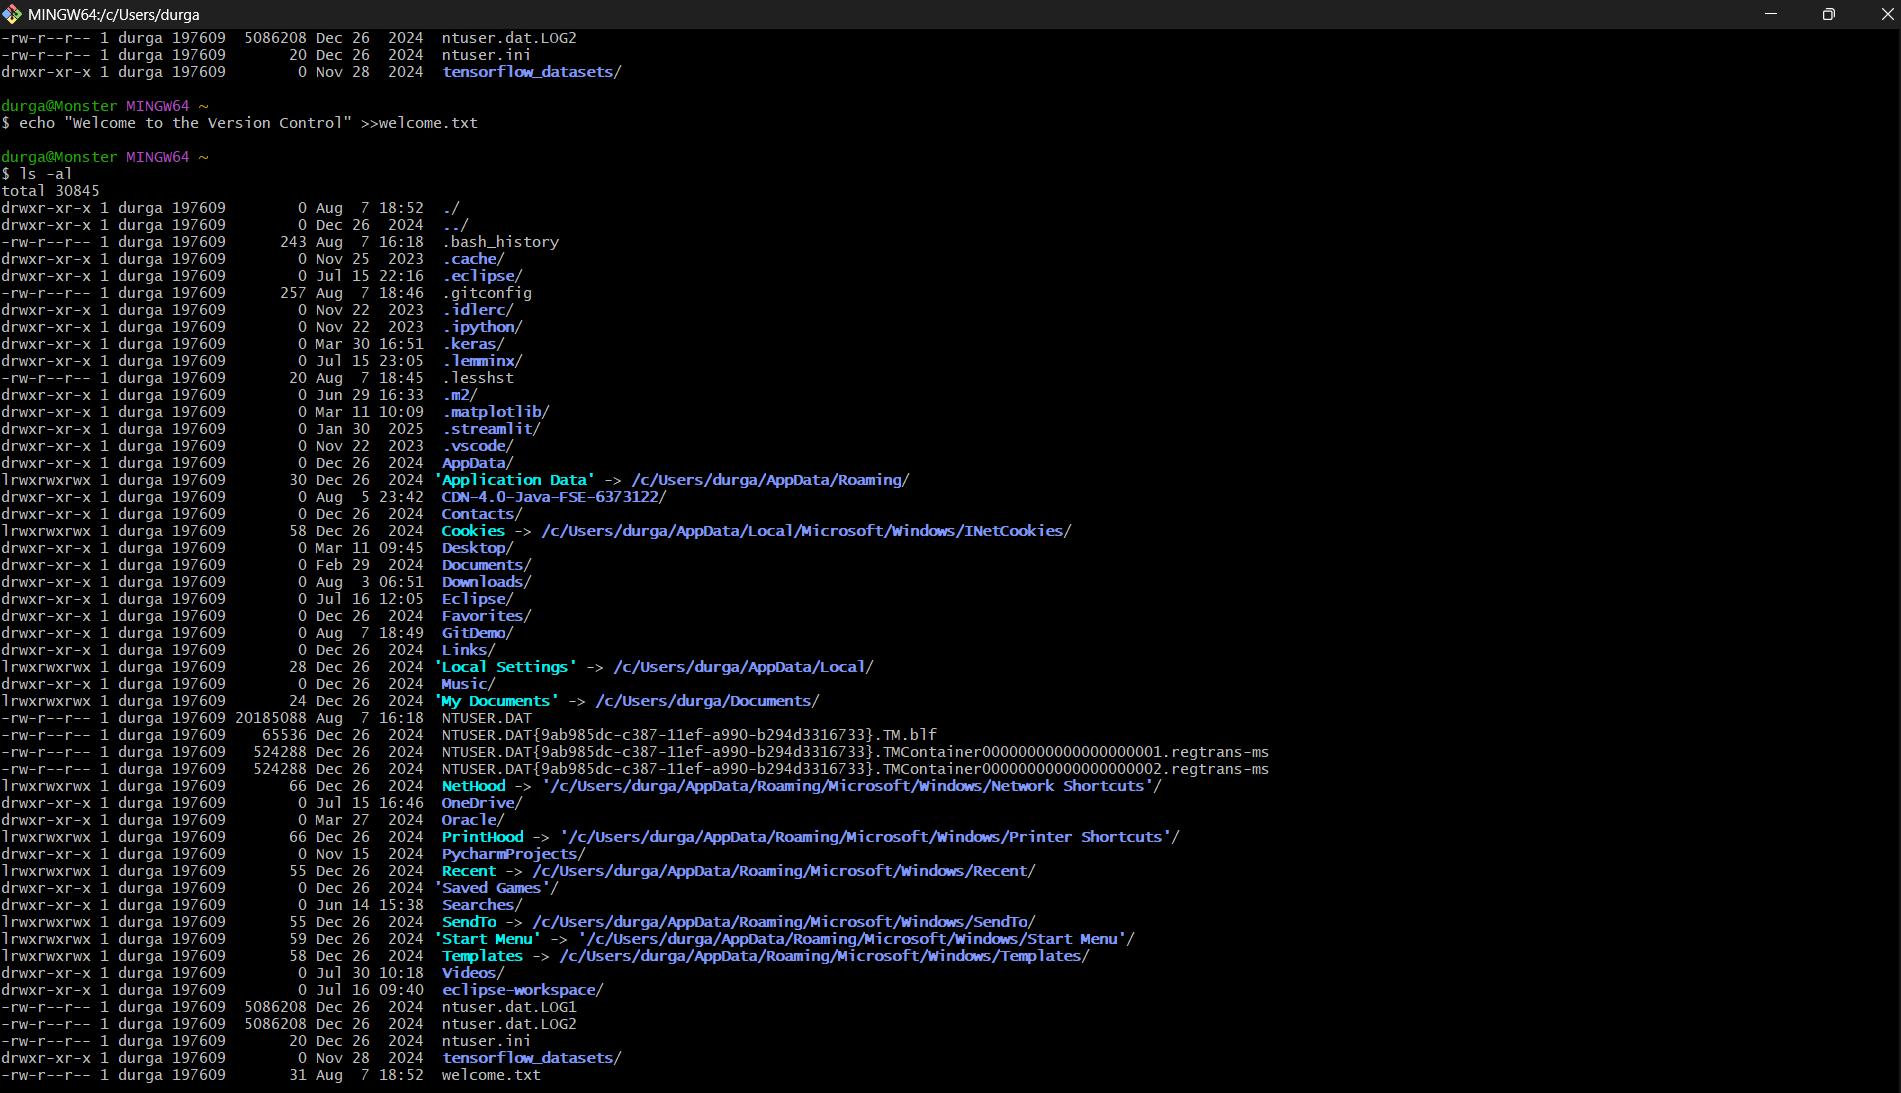 MINGW64:/c/Users/durga
-rw-r--r-- 1 durga 197609  5086208 Dec 26  2024  ntuser.dat.LOG2
-rw-r--r-- 1 durga 197609       20 Dec 26  2024  ntuser.ini
drwxr-xr-x 1 durga 197609        0 Nov 28  2024  tensorflow_datasets/
durga@Monster MINGW64 ~
$ echo "Welcome to the Version Control" >>welcome.txt
durga@Monster MINGW64 ~
$ ls -al
total 30845
drwxr-xr-x 1 durga 197609        0 Aug  7 18:52  ./
drwxr-xr-x 1 durga 197609        0 Dec 26  2024  ../
-rw-r--r-- 1 durga 197609      243 Aug  7 16:18  .bash_history
drwxr-xr-x 1 durga 197609        0 Nov 25  2023  .cache/
drwxr-xr-x 1 durga 197609        0 Jul 15 22:16  .eclipse/
-rw-r--r-- 1 durga 197609      257 Aug  7 18:46  .gitconfig
drwxr-xr-x 1 durga 197609        0 Nov 22  2023  .idlerc/
drwxr-xr-x 1 durga 197609        0 Nov 22  2023  .ipython/
drwxr-xr-x 1 durga 197609        0 Mar 30 16:51  .keras/
drwxr-xr-x 1 durga 197609        0 Jul 15 23:05  .lemminx/
-rw-r--r-- 1 durga 197609       20 Aug  7 18:45  .lesshst
drwxr-xr-x 1 durga 197609        0 Jun 29 16:33  .m2/
drwxr-xr-x 1 durga 197609        0 Mar 11 10:09  .matplotlib/
drwxr-xr-x 1 durga 197609        0 Jan 30  2025  .streamlit/
drwxr-xr-x 1 durga 197609        0 Nov 22  2023  .vscode/
drwxr-xr-x 1 durga 197609        0 Dec 26  2024  AppData/
lrwxrwxrwx 1 durga 197609       30 Dec 26  2024 'Application Data' -> /c/Users/durga/AppData/Roaming/
drwxr-xr-x 1 durga 197609        0 Aug  5 23:42  CDN-4.0-Java-FSE-6373122/
drwxr-xr-x 1 durga 197609        0 Dec 26  2024  Contacts/
lrwxrwxrwx 1 durga 197609       58 Dec 26  2024  Cookies -> /c/Users/durga/AppData/Local/Microsoft/Windows/INetCookies/
drwxr-xr-x 1 durga 197609        0 Mar 11 09:45  Desktop/
drwxr-xr-x 1 durga 197609        0 Feb 29  2024  Documents/
drwxr-xr-x 1 durga 197609        0 Aug  3 06:51  Downloads/
drwxr-xr-x 1 durga 197609        0 Jul 16 12:05  Eclipse/
drwxr-xr-x 1 durga 197609        0 Dec 26  2024  Favorites/
drwxr-xr-x 1 durga 197609        0 Aug  7 18:49  GitDemo/
drwxr-xr-x 1 durga 197609        0 Dec 26  2024  Links/
lrwxrwxrwx 1 durga 197609       28 Dec 26  2024 'Local Settings' -> /c/Users/durga/AppData/Local/
drwxr-xr-x 1 durga 197609        0 Dec 26  2024  Music/
lrwxrwxrwx 1 durga 197609       24 Dec 26  2024 'My Documents' -> /c/Users/durga/Documents/
-rw-r--r-- 1 durga 197609 20185088 Aug  7 16:18  NTUSER.DAT
-rw-r--r-- 1 durga 197609    65536 Dec 26  2024  NTUSER.DAT{9ab985dc-c387-11ef-a990-b294d3316733}.TM.blf
-rw-r--r-- 1 durga 197609   524288 Dec 26  2024  NTUSER.DAT{9ab985dc-c387-11ef-a990-b294d3316733}.TMContainer00000000000000000001.regtrans-ms
-rw-r--r-- 1 durga 197609   524288 Dec 26  2024  NTUSER.DAT{9ab985dc-c387-11ef-a990-b294d3316733}.TMContainer00000000000000000002.regtrans-ms
lrwxrwxrwx 1 durga 197609       66 Dec 26  2024  NetHood -> '/c/Users/durga/AppData/Roaming/Microsoft/Windows/Network Shortcuts'/
drwxr-xr-x 1 durga 197609        0 Jul 15 16:46  OneDrive/
drwxr-xr-x 1 durga 197609        0 Mar 27  2024  Oracle/
lrwxrwxrwx 1 durga 197609       66 Dec 26  2024  PrintHood -> '/c/Users/durga/AppData/Roaming/Microsoft/Windows/Printer Shortcuts'/
drwxr-xr-x 1 durga 197609        0 Nov 15  2024  PycharmProjects/
lrwxrwxrwx 1 durga 197609       55 Dec 26  2024  Recent -> /c/Users/durga/AppData/Roaming/Microsoft/Windows/Recent/
drwxr-xr-x 1 durga 197609        0 Dec 26  2024 'Saved Games'/
drwxr-xr-x 1 durga 197609        0 Jun 14 15:38  Searches/
lrwxrwxrwx 1 durga 197609       55 Dec 26  2024  SendTo -> /c/Users/durga/AppData/Roaming/Microsoft/Windows/SendTo/
lrwxrwxrwx 1 durga 197609       59 Dec 26  2024 'Start Menu' -> '/c/Users/durga/AppData/Roaming/Microsoft/Windows/Start Menu'/
lrwxrwxrwx 1 durga 197609       58 Dec 26  2024  Templates -> /c/Users/durga/AppData/Roaming/Microsoft/Windows/Templates/
drwxr-xr-x 1 durga 197609        0 Jul 30 10:18  Videos/
drwxr-xr-x 1 durga 197609        0 Jul 16 09:40  eclipse-workspace/
-rw-r--r-- 1 durga 197609  5086208 Dec 26  2024  ntuser.dat.LOG1
-rw-r--r-- 1 durga 197609  5086208 Dec 26  2024  ntuser.dat.LOG2
-rw-r--r-- 1 durga 197609       20 Dec 26  2024  ntuser.ini
drwxr-xr-x 1 durga 197609        0 Nov 28  2024  tensorflow_datasets/
-rw-r--r-- 1 durga 197609       31 Aug  7 18:52  welcome.txt